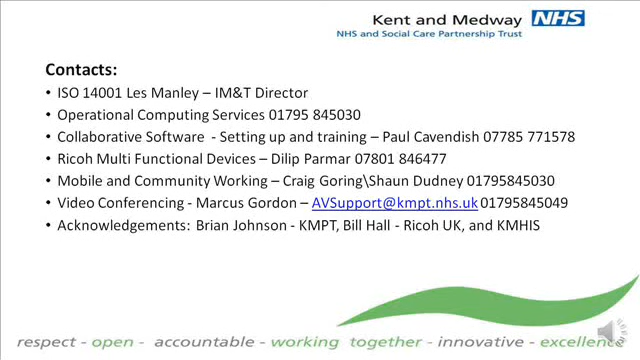 Kent and Medway NHS
NHS and Social Care Partnership Trust
Contacts:
• ISO 14001 Les Manley – IM&T Director
• Operational Computing Services 01795 845030
• Collaborative Software - Setting up and training – Paul Cavendish 07785 771578
• Ricoh Multi Functional Devices – Dilip Parmar 07801 846477
• Mobile and Community Working – Craig Goring\Shaun Dudney 01795845030
• Video Conferencing - Marcus Gordon – AVSupport@kmpt.nhs.uk 01795845049
• Acknowledgements: Brian Johnson - KMPT, Bill Hall - Ricoh UK, and KMHIS
respect - open - accountable - working together - innovative - excellence